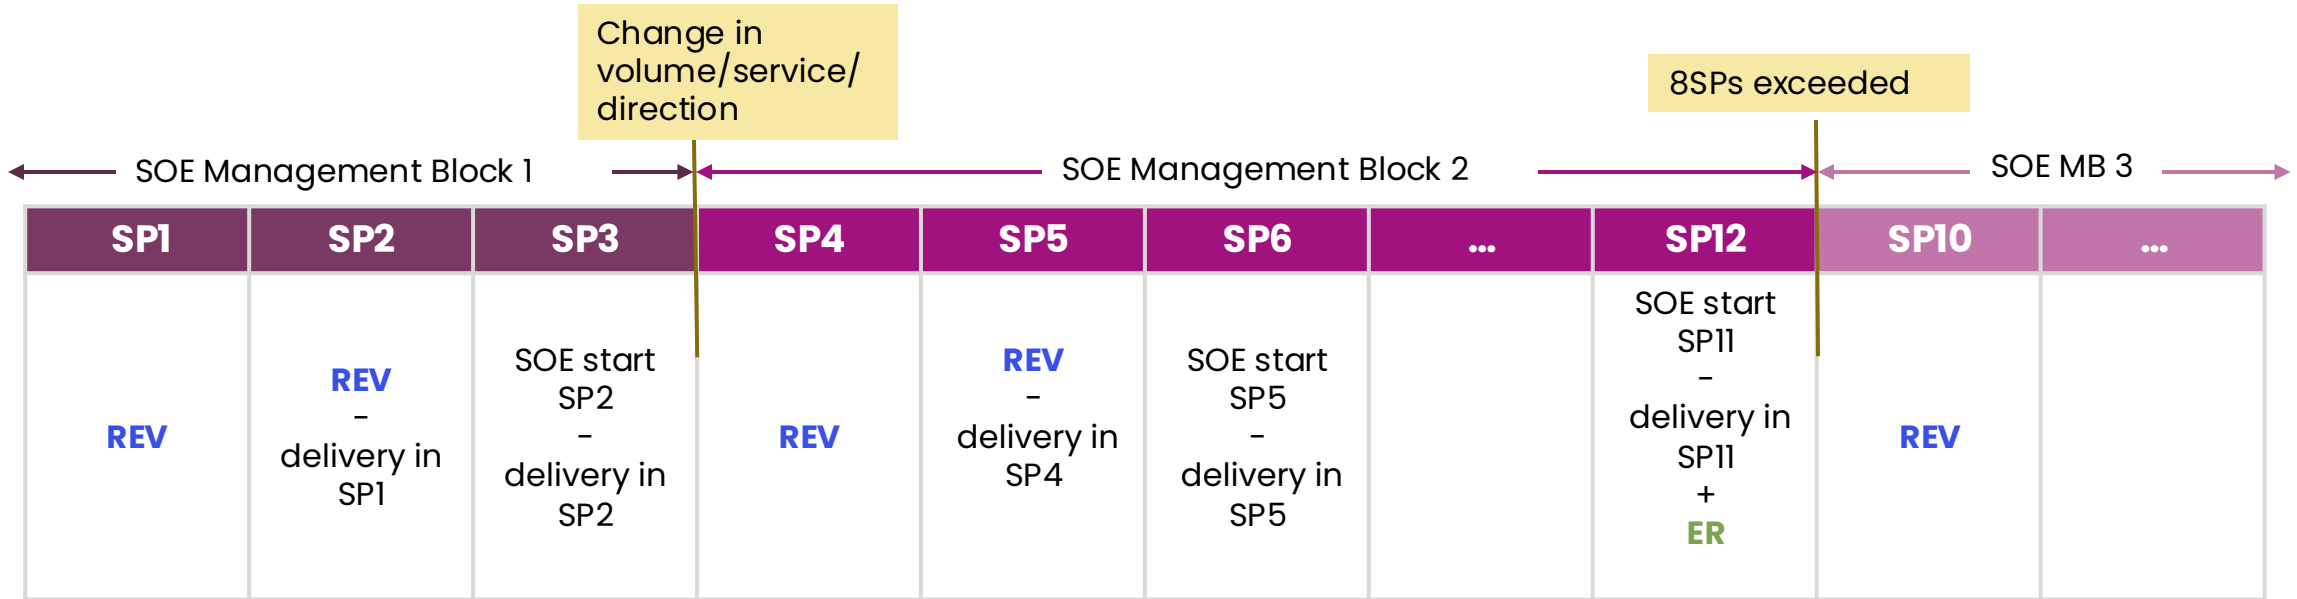 Change in
volume/service/
direction
8SPs exceeded
SOE Management Block 1
SOE Management Block 2
SOE MB 3
SP1
SP2
SP3
SP4
SP5
SP6
...
SP12
SP10
...
REV
REV
-
delivery in
SP1
SOE start
SP2
-
delivery in
SP2
REV
REV
-
delivery in
SP4
SOE start
SP5
-
delivery in
SP5
SOE start
SP11
-
delivery in
SP11
+
ER
REV